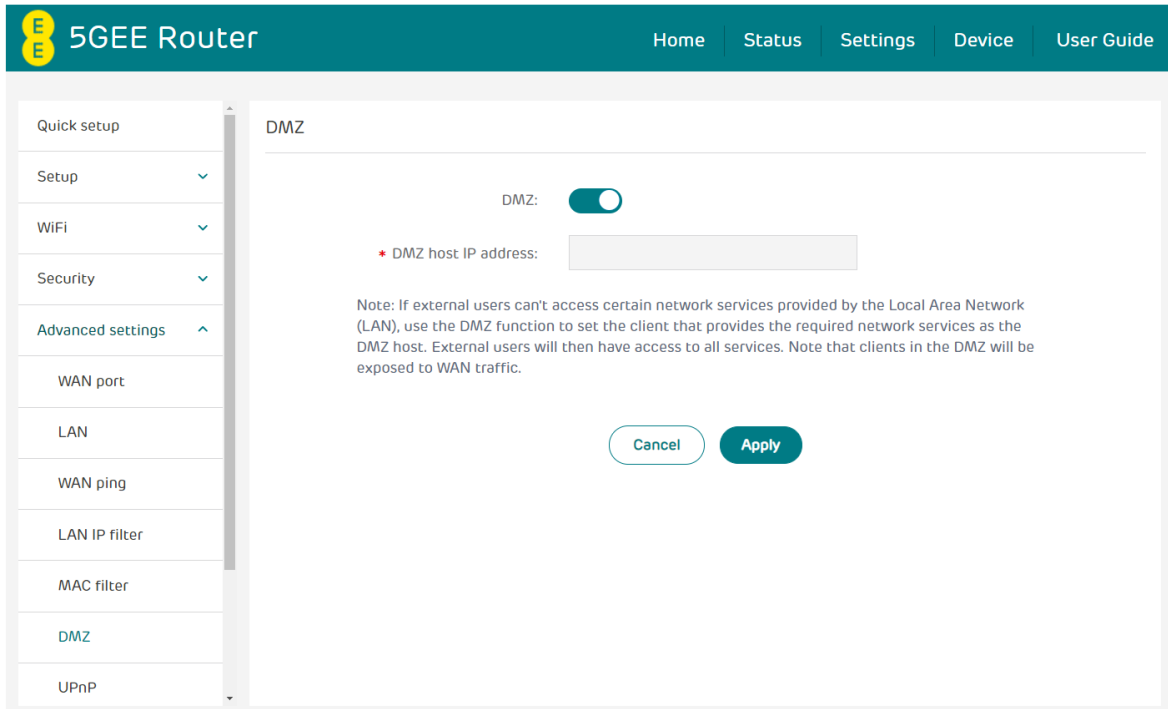 E
E
5GEE Router
Home
Status
Settings
Device
User Guide
Quick setup
Setup
WiFi
Security
Advanced settings
WAN port
LAN
WAN ping
LAN IP filter
MAC filter
DMZ
UPnP
DMZ
DMZ:
* DMZ host IP address:
Note: If external users can't access certain network services provided by the Local Area Network
(LAN), use the DMZ function to set the client that provides the required network services as the
DMZ host. External users will then have access to all services. Note that clients in the DMZ will be
exposed to WAN traffic.
Cancel
Apply